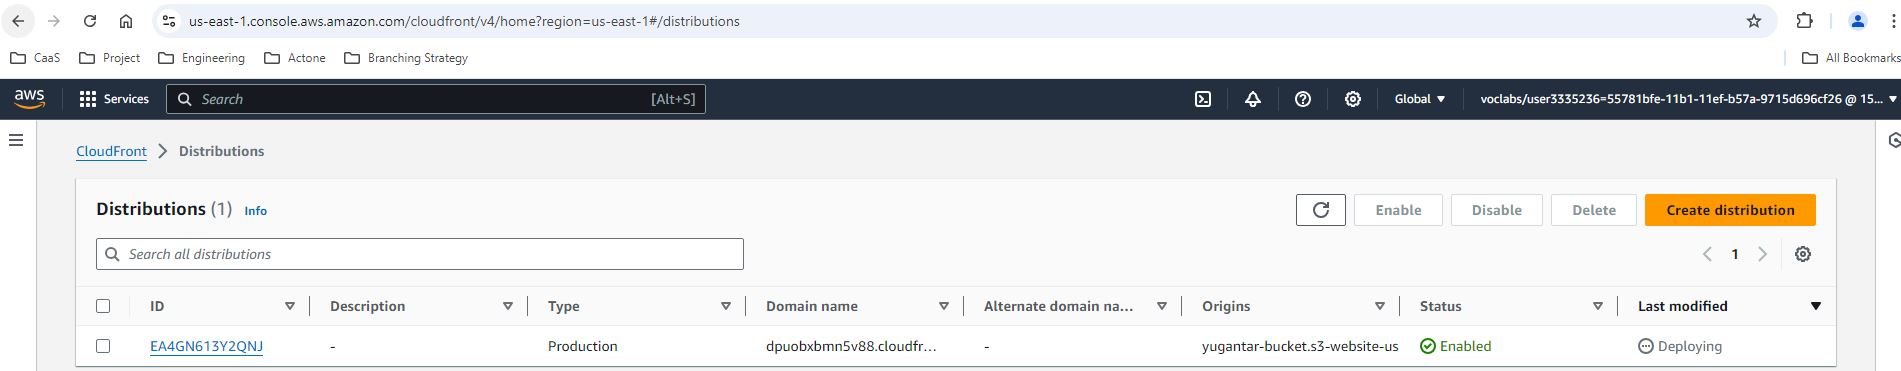 us-east-1.console.aws.amazon.com/cloudfront/v4/home?region=us-east-1#/distributions
CaaS Project Engineering Actone Branching Strategy All Bookmarks
aws Services Search [Alt+S] Global voclabs/user3335236=55781bfe-11b1-11ef-b57a-9715d696cf26 @ 15...
CloudFront Distributions
Distributions (1) Info Enable Disable Delete Create distribution
Search all distributions 1
ID Description Type Domain name Alternate domain na... Origins Status Last modified
EA4GN613Y2QNJ - Production dpuobxbmn5v88.cloudfr... - yugantar-bucket.s3-website-us Enabled Deploying